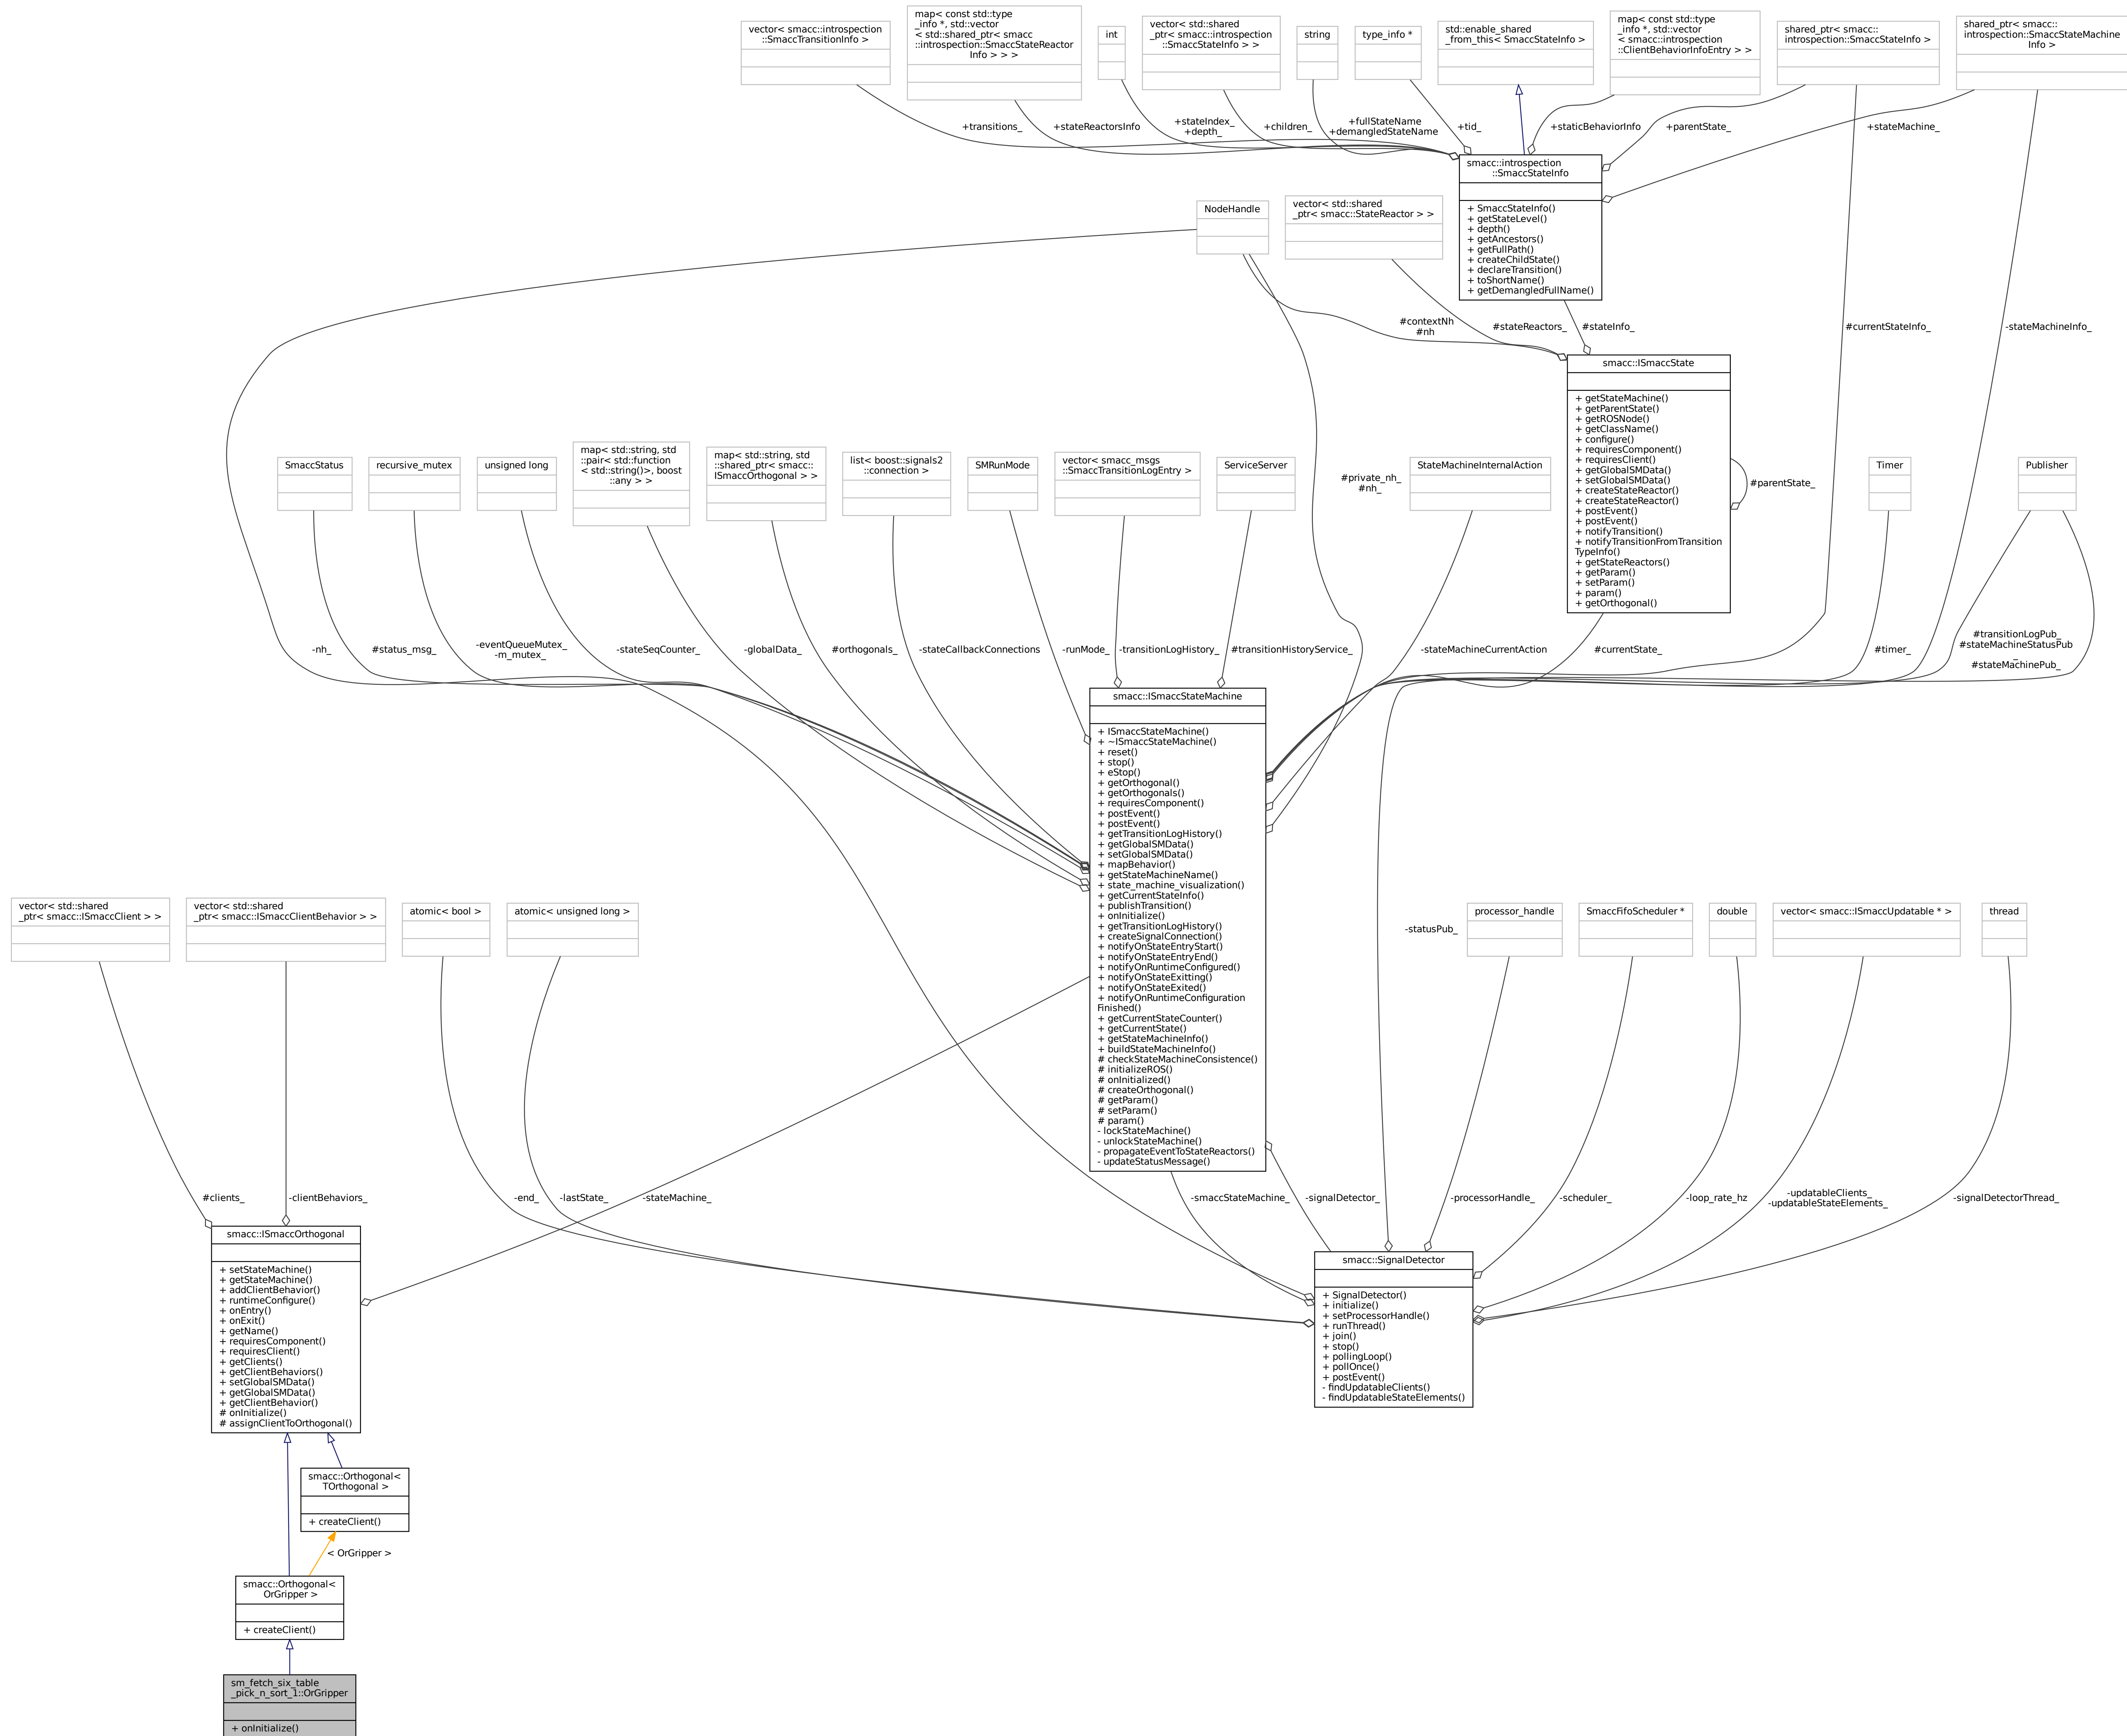 vector< smacc::introspection
::SmaccTransitionInfo >
map< const std::type
_info *, std::vector
< std::shared_ptr< smacc
::introspection::SmaccStateReactor
Info > > >
int
vector< std::shared
_ptr< smacc::introspection
::SmaccStateInfo > >
string
type_info *
std::enable_shared
_from_this< SmaccStateInfo >
map< const std::type
_info *, std::vector
< smacc::introspection
::ClientBehaviorInfoEntry > >
shared_ptr< smacc::
introspection::SmaccStateInfo >
shared_ptr< smacc::
introspection::SmaccStateMachine
Info >
+transitions_
+stateReactorsInfo
+stateIndex_
+depth_
+children_
+fullStateName
+demangledStateName
+tid_
+staticBehaviorInfo
+parentState_
+stateMachine_
smacc::introspection
::SmaccStateInfo
+ SmaccStateInfo()
+ getStateLevel()
+ depth()
+ getAncestors()
+ getFullPath()
+ createChildState()
+ declareTransition()
+ toShortName()
+ getDemangledFullName()
NodeHandle
vector< std::shared
_ptr< smacc::StateReactor > >
#contextNh
#nh
#stateReactors_
#stateInfo_
#currentStateInfo_
-stateMachineInfo_
smacc::ISmaccState
+ getStateMachine()
+ getParentState()
+ getROSNode()
+ getClassName()
+ configure()
+ requiresComponent()
+ requiresClient()
+ getGlobalSMData()
+ setGlobalSMData()
+ createStateReactor()
+ createStateReactor()
+ postEvent()
+ postEvent()
+ notifyTransition()
+ notifyTransitionFromTransition
TypeInfo()
+ getStateReactors()
+ getParam()
+ setParam()
+ param()
+ getOrthogonal()
#parentState_
SmaccStatus
recursive_mutex
unsigned long
map< std::string, std
::pair< std::function
< std::string()>, boost
::any > >
map< std::string, std
::shared_ptr< smacc::
ISmaccOrthogonal > >
list< boost::signals2
::connection >
SMRunMode
vector< smacc_msgs
::SmaccTransitionLogEntry >
ServiceServer
#private_nh_
#nh_
StateMachineInternalAction
Timer
Publisher
-nh_
#status_msg_
-eventQueueMutex_
-m_mutex_
-stateSeqCounter_
-globalData_
#orthogonals_
-stateCallbackConnections
-runMode_
-transitionLogHistory_
#transitionHistoryService_
-stateMachineCurrentAction
#currentState_
#timer_
#transitionLogPub_
#stateMachineStatusPub
_
#stateMachinePub_
smacc::ISmaccStateMachine
+ ISmaccStateMachine()
+ ~ISmaccStateMachine()
+ reset()
+ stop()
+ eStop()
+ getOrthogonal()
+ getOrthogonals()
+ requiresComponent()
+ postEvent()
+ postEvent()
+ getTransitionLogHistory()
+ getGlobalSMData()
+ setGlobalSMData()
+ mapBehavior()
+ getStateMachineName()
+ state_machine_visualization()
+ getCurrentStateInfo()
+ publishTransition()
+ onInitialize()
+ getTransitionLogHistory()
+ createSignalConnection()
+ notifyOnStateEntryStart()
+ notifyOnStateEntryEnd()
+ notifyOnRuntimeConfigured()
+ notifyOnStateExitting()
+ notifyOnStateExited()
+ notifyOnRuntimeConfiguration
Finished()
+ getCurrentStateCounter()
+ getCurrentState()
+ getStateMachineInfo()
+ buildStateMachineInfo()
# checkStateMachineConsistence()
# initializeROS()
# onInitialized()
# createOrthogonal()
# getParam()
# setParam()
# param()
- lockStateMachine()
- unlockStateMachine()
- propagateEventToStateReactors()
- updateStatusMessage()
vector< std::shared
_ptr< smacc::ISmaccClient > >
vector< std::shared
_ptr< smacc::ISmaccClientBehavior > >
atomic< bool >
atomic< unsigned long >
-statusPub_
processor_handle
SmaccFifoScheduler *
double
vector< smacc::ISmaccUpdatable * >
thread
#clients_
-clientBehaviors_
-end_
-lastState_
-stateMachine_
-smaccStateMachine_
-signalDetector_
-processorHandle_
-scheduler_
-loop_rate_hz
-updatableClients_
-updatableStateElements_
-signalDetectorThread_
smacc::ISmaccOrthogonal
+ setStateMachine()
+ getStateMachine()
+ addClientBehavior()
+ runtimeConfigure()
+ onEntry()
+ onExit()
+ getName()
+ requiresComponent()
+ requiresClient()
+ getClients()
+ getClientBehaviors()
+ setGlobalSMData()
+ getGlobalSMData()
+ getClientBehavior()
# onInitialize()
# assignClientToOrthogonal()
smacc::SignalDetector
+ SignalDetector()
+ initialize()
+ setProcessorHandle()
+ runThread()
+ join()
+ stop()
+ pollingLoop()
+ pollOnce()
+ postEvent()
- findUpdatableClients()
- findUpdatableStateElements()
smacc::Orthogonal<
TOrthogonal >
+ createClient()
< OrGripper >
smacc::Orthogonal<
OrGripper >
+ createClient()
sm_fetch_six_table
_pick_n_sort_1::OrGripper
+ onInitialize()